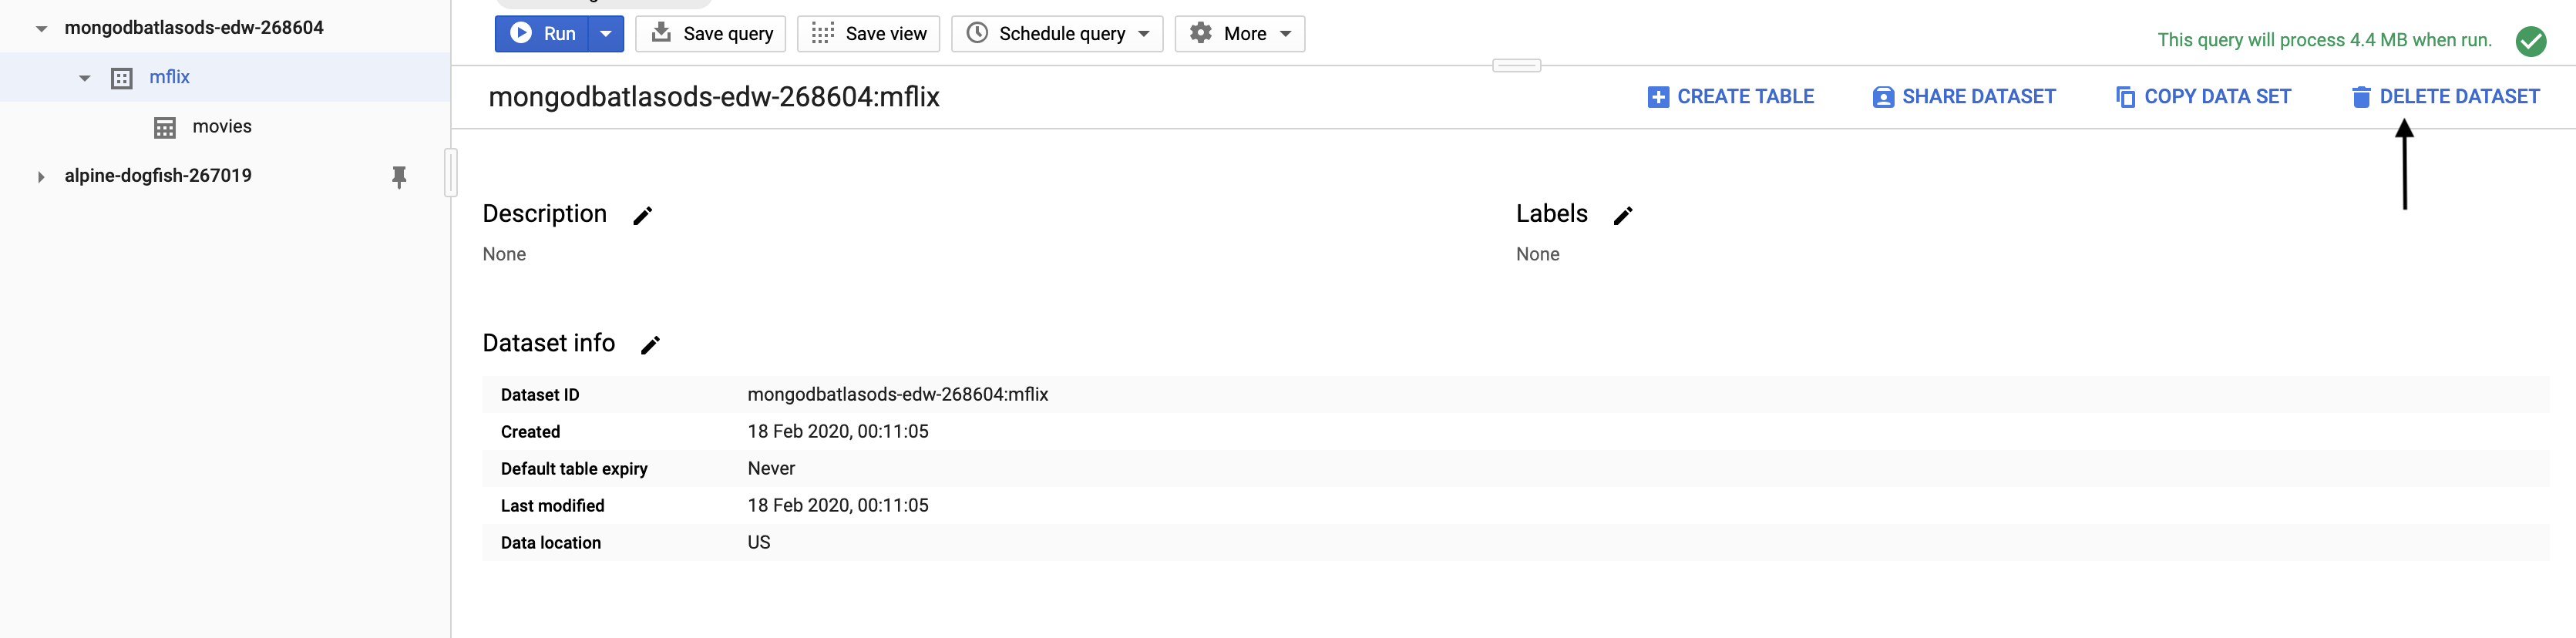 mongodbatlasods-edw-268604
mflix
movies
alpine-dogfish-267019
Run
Save query
Save view
Schedule query
More
This query will process 4.4 MB when run.
mongodbatlasods-edw-268604:mflix
CREATE TABLE
SHARE DATASET
COPY DATA SET
DELETE DATASET
Description
None
Labels
None
Dataset info
Dataset ID mongodbatlasods-edw-268604:mflix
Created 18 Feb 2020, 00:11:05
Default table expiry Never
Last modified 18 Feb 2020, 00:11:05
Data location US